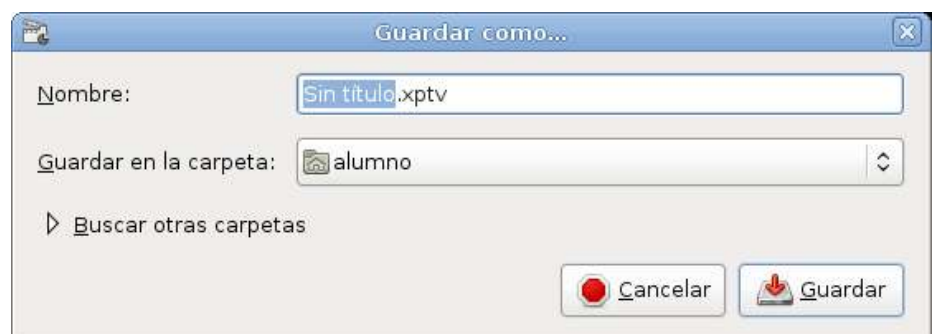 Guardar como...
Nombre: Sin título.xptv
Guardar en la carpeta: alumno
Buscar otras carpetas
Cancelar Guardar